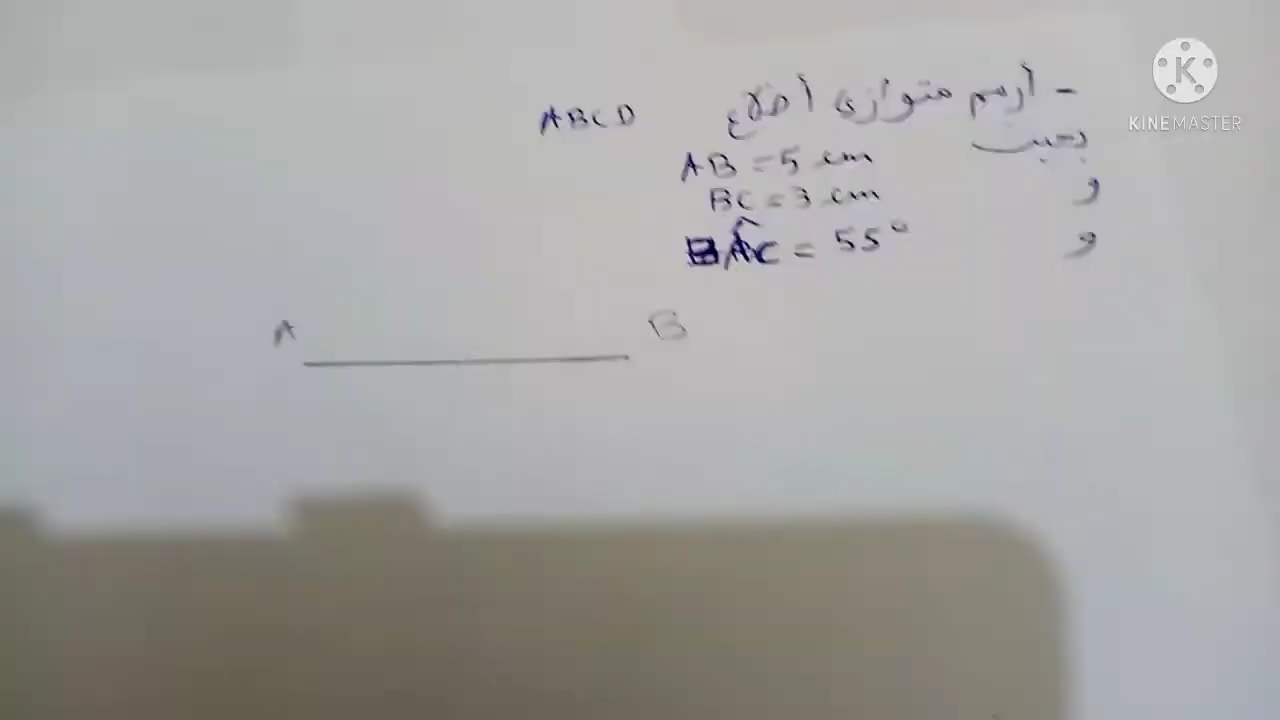 - أرسم متوازي أضلاع ABCD
بحيث AB = 5 cm
و BC = 3 cm
و BÂC = 55°
A B
KINEMASTER